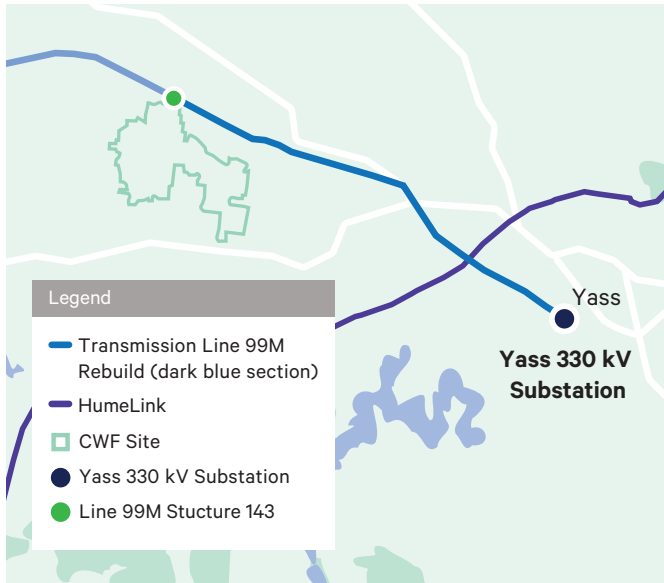 Yass
Yass 330 kV
Substation
Legend
Transmission Line 99M
Rebuild (dark blue section)
HumeLink
CWF Site
Yass 330 kV Substation
Line 99M Stucture 143